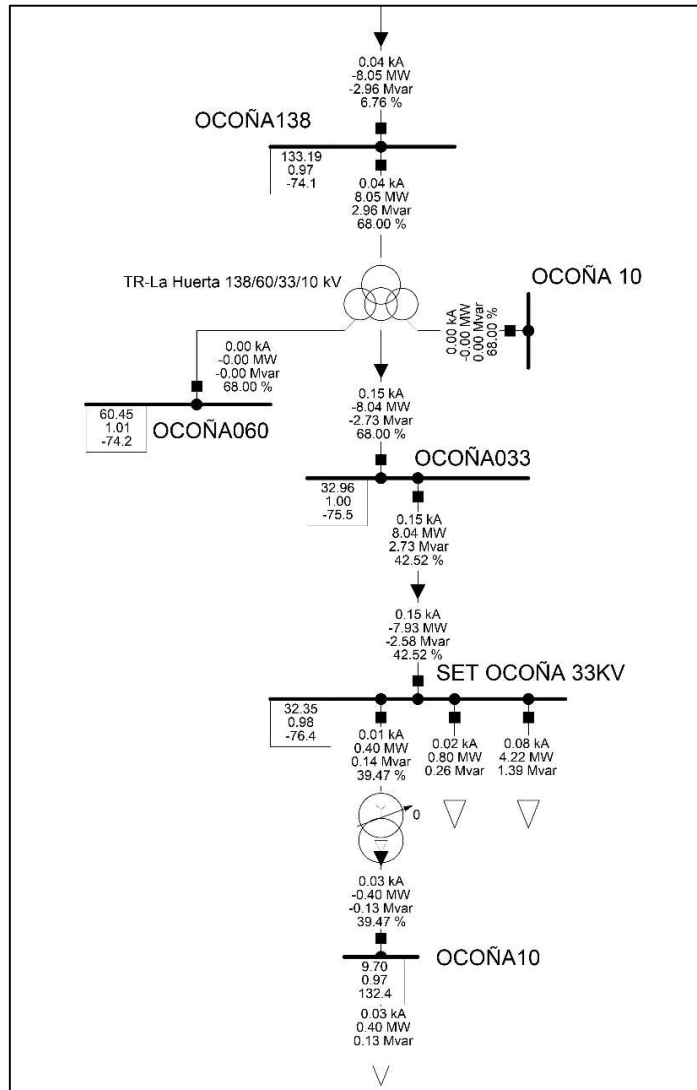 0.04 kA
-8.05 MW
-2.96 Mvar
6.76 %
OCOÑA138
133.19
0.97
-74.1
0.04 kA
8.05 MW
2.96 Mvar
68.00 %
TR-La Huerta 138/60/33/10 kV
OCOÑA 10
0.00 kA
-0.00 MW
0.00 Mvar
68.00 %
0.00 kA
-0.00 MW
-0.00 Mvar
68.00 %
60.45
1.01
-74.2
OCOÑA060
0.15 kA
-8.04 MW
-2.73 Mvar
68.00 %
OCOÑA033
32.96
1.00
-75.5
0.15 kA
8.04 MW
2.73 Mvar
42.52 %
0.15 kA
-7.93 MW
-2.58 Mvar
42.52 %
SET OCOÑA 33KV
32.35
0.98
-76.4
0.01 kA
0.40 MW
0.14 Mvar
39.47 %
0.02 kA
0.80 MW
0.26 Mvar
0.08 kA
4.22 MW
1.39 Mvar
0
0.03 kA
-0.40 MW
-0.13 Mvar
39.47 %
OCOÑA10
9.70
0.97
132.4
0.03 kA
0.40 MW
0.13 Mvar